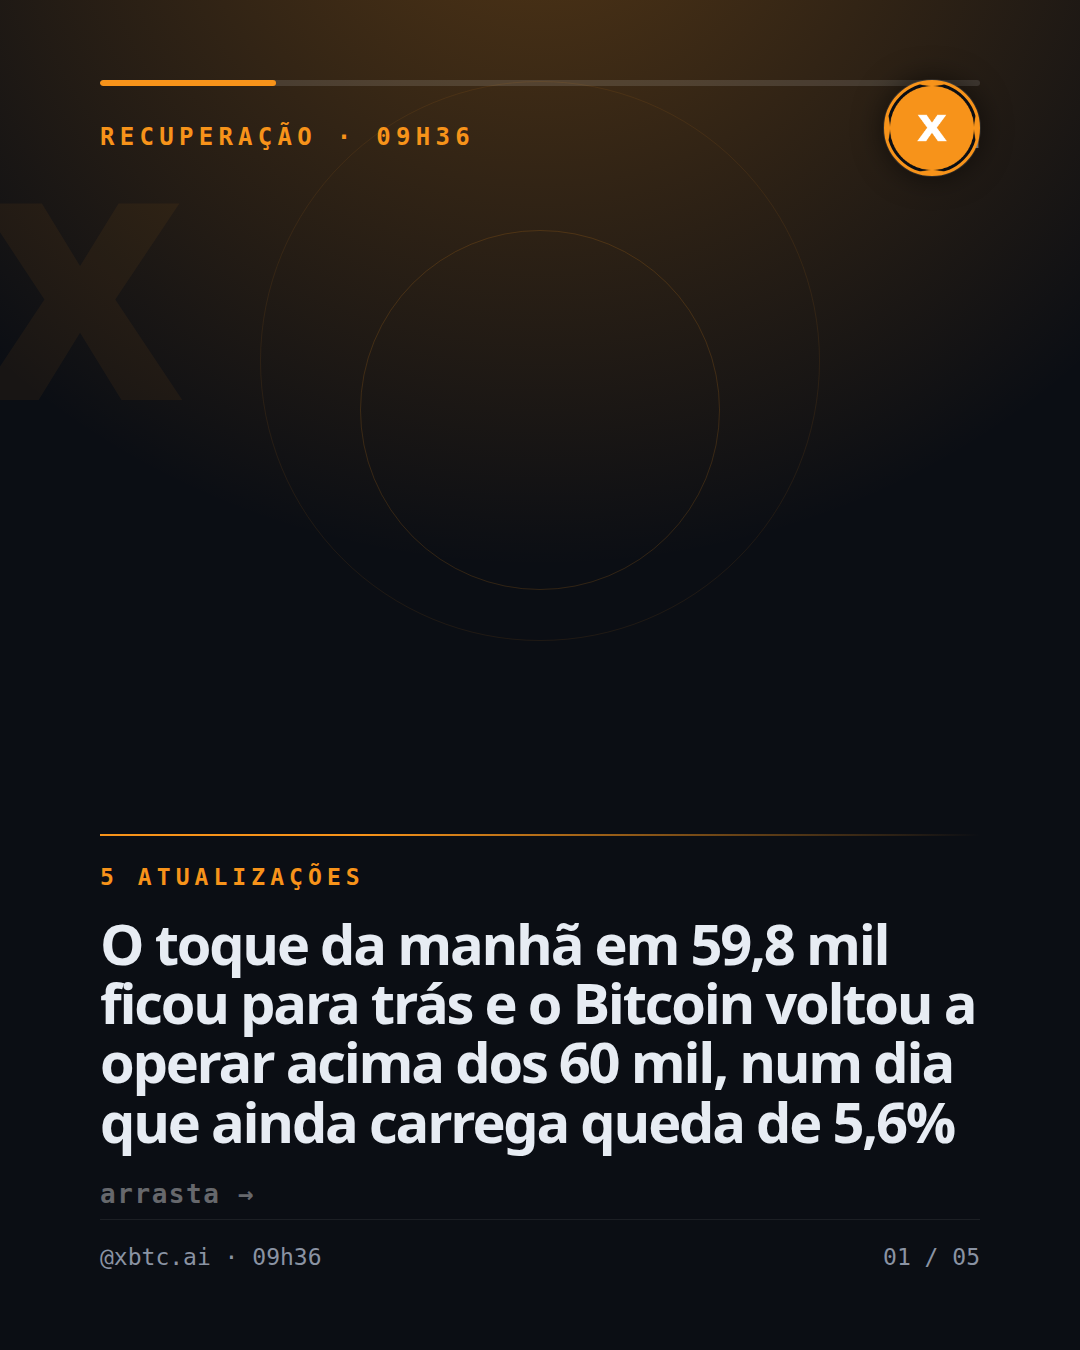 RECUPERAÇÃO · 09H36
X
X
5 ATUALIZAÇÕES
O toque da manhã em 59,8 mil
ficou para trás e o Bitcoin voltou a
operar acima dos 60 mil, num dia
que ainda carrega queda de 5,6%
arrasta →
@xbtc.ai · 09h36
01 / 05